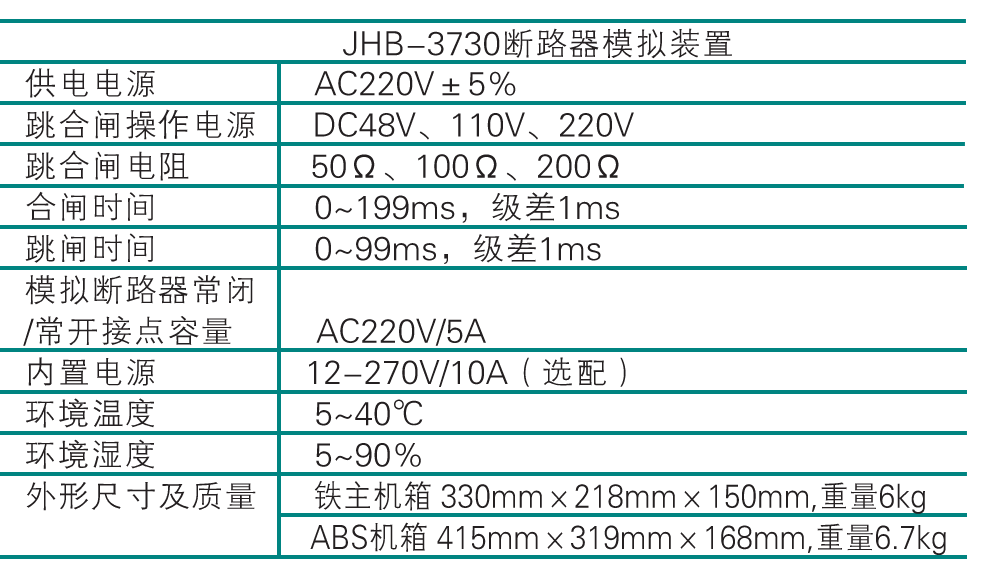 JHB-3730断路器模拟装置
供电电源 AC220V±5%
跳合闸操作电源 DC48V、110V、220V
跳合闸电阻 50Ω、100Ω、200Ω
合闸时间 0~199ms，级差1ms
跳闸时间 0~99ms，级差1ms
模拟断路器常闭
/常开接点容量 AC220V/5A
内置电源 12-270V/10A（选配）
环境温度 5~40℃
环境湿度 5~90%
外形尺寸及质量 铁主机箱 330mm×218mm×150mm,重量6kg
ABS机箱 415mm×319mm×168mm,重量6.7kg